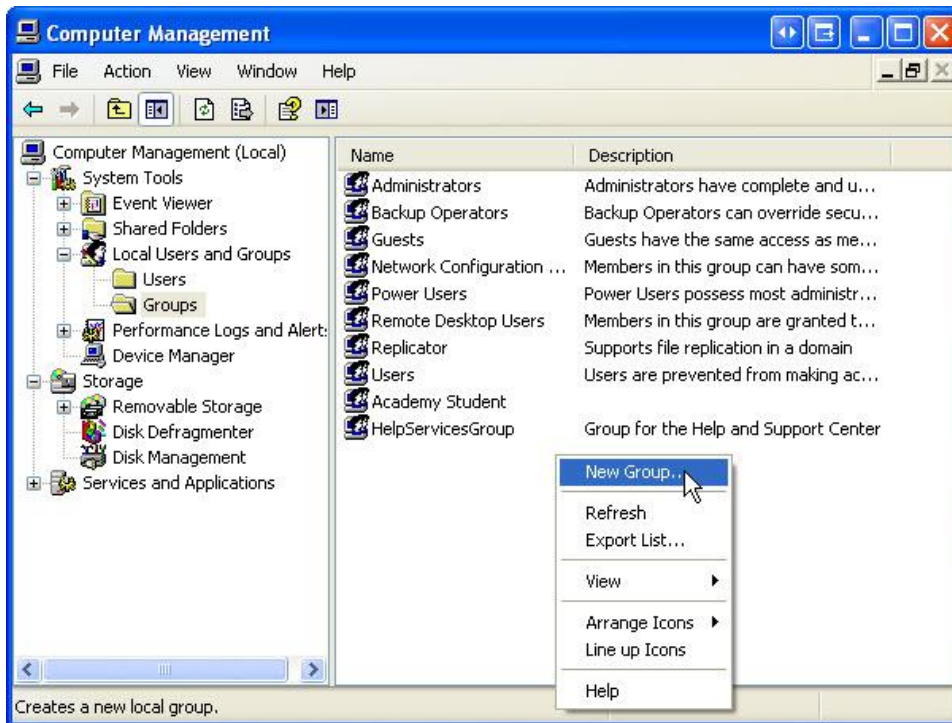 Computer Management
File Action View Window Help
Computer Management (Local)
System Tools
Event Viewer
Shared Folders
Local Users and Groups
Users
Groups
Performance Logs and Alert
Device Manager
Storage
Removable Storage
Disk Defragmenter
Disk Management
Services and Applications
Name Description
Administrators Administrators have complete and u...
Backup Operators Backup Operators can override secu...
Guests Guests have the same access as me...
Network Configuration ... Members in this group can have som...
Power Users Power Users possess most administr...
Remote Desktop Users Members in this group are granted t...
Replicator Supports file replication in a domain
Users Users are prevented from making ac...
Academy Student
HelpServicesGroup Group for the Help and Support Center
New Group...
Refresh
Export List...
View
Arrange Icons
Line up Icons
Help
Creates a new local group.